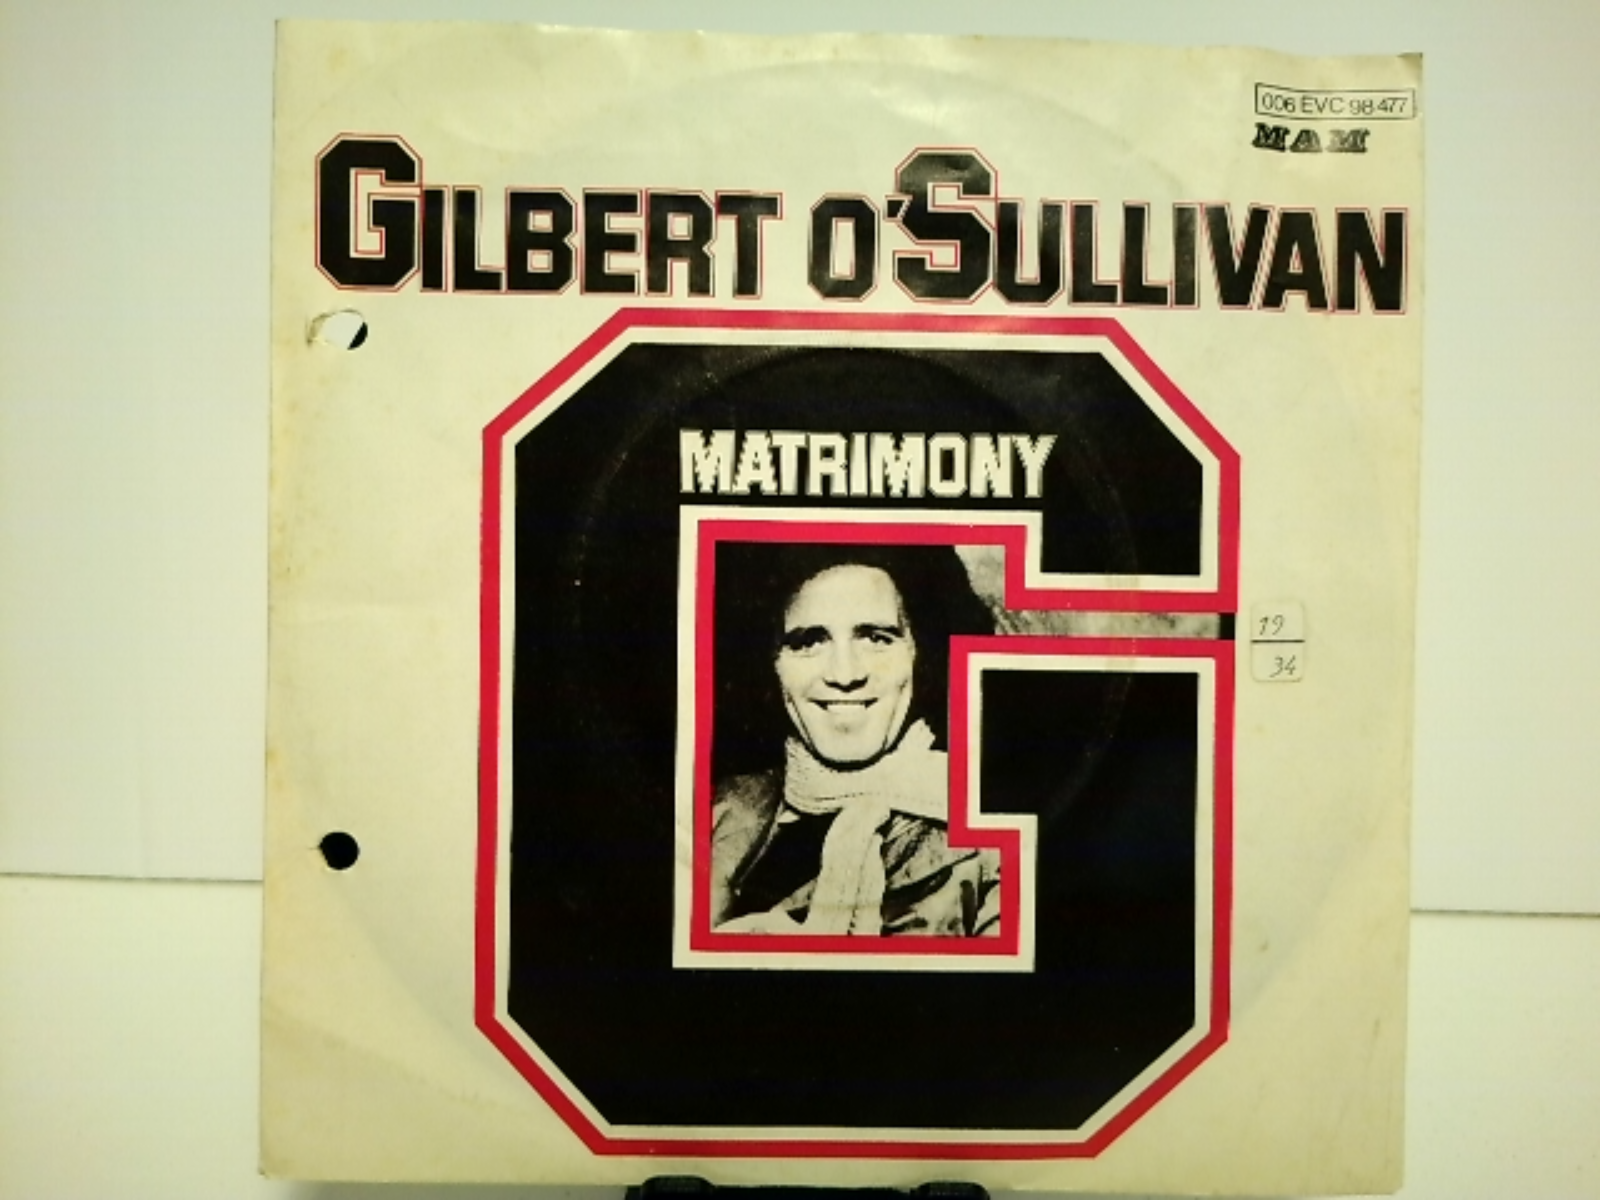 006 EVC 98 477
MAM
GILBERT O'SULLIVAN
MATRIMONY
19
34